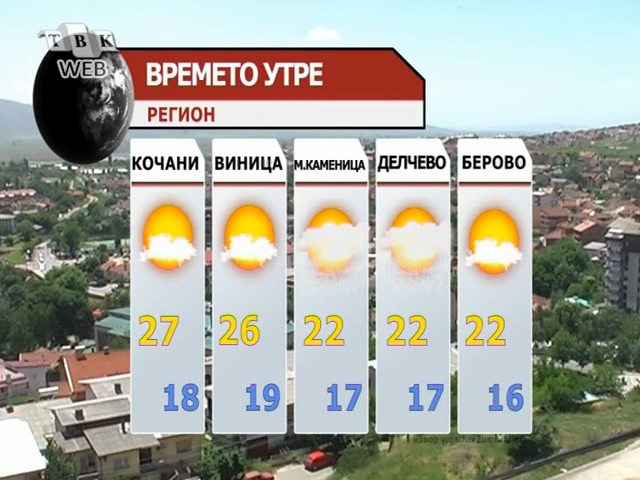 ТВК
WEB
ВРЕМЕТО УТРЕ
РЕГИОН
КОЧАНИ ВИНИЦА М.КАМЕНИЦА ДЕЛЧЕВО БЕРОВО
27 26 22 22 22
18 19 17 17 16
извор